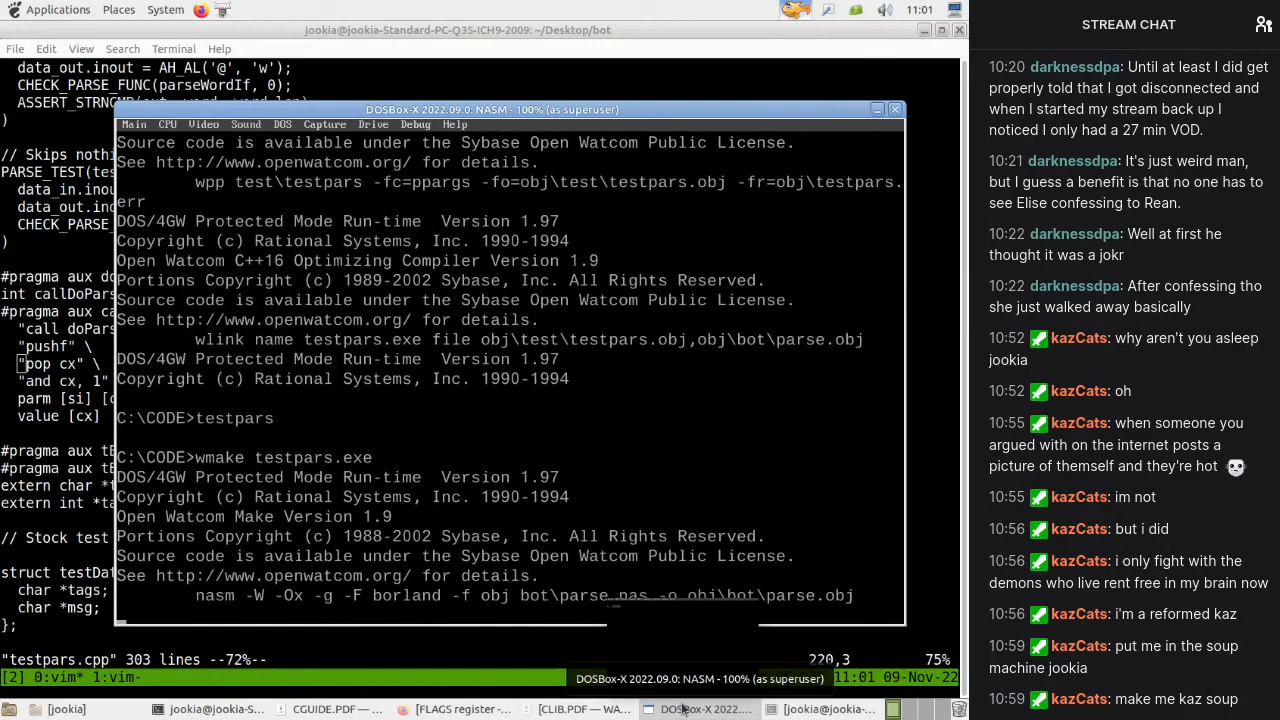 Applications Places System 11:01
jookia@jookia-Standard-PC-Q35-ICH9-2009: ~/Desktop/bot
File Edit View Search Terminal Help
data_out.inout = AH_AL('@', 'w');
CHECK_PARSE_FUNC(parseWordIf, 0);
)
// Skips nothi
PARSE_TEST(tes
data_in.inou
data_out.ino
CHECK_PARSE_
)
#pragma aux do
int callDoPars
#pragma aux ca
"call doPars
"pushf" \
"pop cx" \
"and cx, 1"
parm [si] [c
value [cx]
#pragma aux tE
#pragma aux tE
extern char *t
extern int *ta
// Stock test
struct testDat
char *tags;
char *msg;
};
"testpars.cpp" 303 lines --72%-- 220,3 75%
[2] 0:vim* 1:vim- 11:01 09-Nov-22
DOSBox-X 2022.09.0: NASM - 100% (as superuser)
Main CPU Video Sound DOS Capture Drive Debug Help
Source code is available under the Sybase Open Watcom Public License.
See http://www.openwatcom.org/ for details.
wpp test\testpars -fc=ppargs -fo=obj\test\testpars.obj -fr=obj\testpars.
err
DOS/4GW Protected Mode Run-time Version 1.97
Copyright (c) Rational Systems, Inc. 1990-1994
Open Watcom C++16 Optimizing Compiler Version 1.9
Portions Copyright (c) 1989-2002 Sybase, Inc. All Rights Reserved.
Source code is available under the Sybase Open Watcom Public License.
See http://www.openwatcom.org/ for details.
wlink name testpars.exe file obj\test\testpars.obj,obj\bot\parse.obj
DOS/4GW Protected Mode Run-time Version 1.97
Copyright (c) Rational Systems, Inc. 1990-1994
C:\CODE>testpars
C:\CODE>wmake testpars.exe
DOS/4GW Protected Mode Run-time Version 1.97
Copyright (c) Rational Systems, Inc. 1990-1994
Open Watcom Make Version 1.9
Portions Copyright (c) 1988-2002 Sybase, Inc. All Rights Reserved.
Source code is available under the Sybase Open Watcom Public License.
See http://www.openwatcom.org/ for details.
nasm -W -Ox -g -F borland -f obj bot\parse.nas -o obj\bot\parse.obj
DOSBox-X 2022.09.0: NASM - 100% (as superuser)
[jookia] jookia@jookia-S... CGUIDE.PDF — ... [FLAGS register -... [CLIB.PDF — WA... DOSBox-X 2022.... [jookia@jookia-...
STREAM CHAT
10:20 darknessdpa: Until at least I did get
properly told that I got disconnected and
when I started my stream back up I
noticed I only had a 27 min VOD.
10:21 darknessdpa: It's just weird man,
but I guess a benefit is that no one has to
see Elise confessing to Rean.
10:22 darknessdpa: Well at first he
thought it was a jokr
10:22 darknessdpa: After confessing tho
she just walked away basically
10:52 kazCats: why aren't you asleep
jookia
10:52 kazCats: oh
10:55 kazCats: when someone you
argued with on the internet posts a
picture of themself and they're hot
10:55 kazCats: im not
10:56 kazCats: but i did
10:56 kazCats: i only fight with the
demons who live rent free in my brain now
10:56 kazCats: i'm a reformed kaz
10:59 kazCats: put me in the soup
machine jookia
10:59 kazCats: make me kaz soup